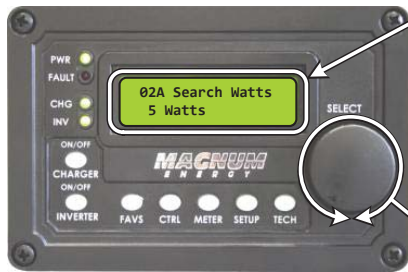 PWR
FAULT
02A Search Watts
5 Watts
CHG
INV
SELECT
ON/OFF
CHARGER
MAGNUM
ENERGY
ON/OFF
INVERTER
FAVS CTRL METER SETUP TECH